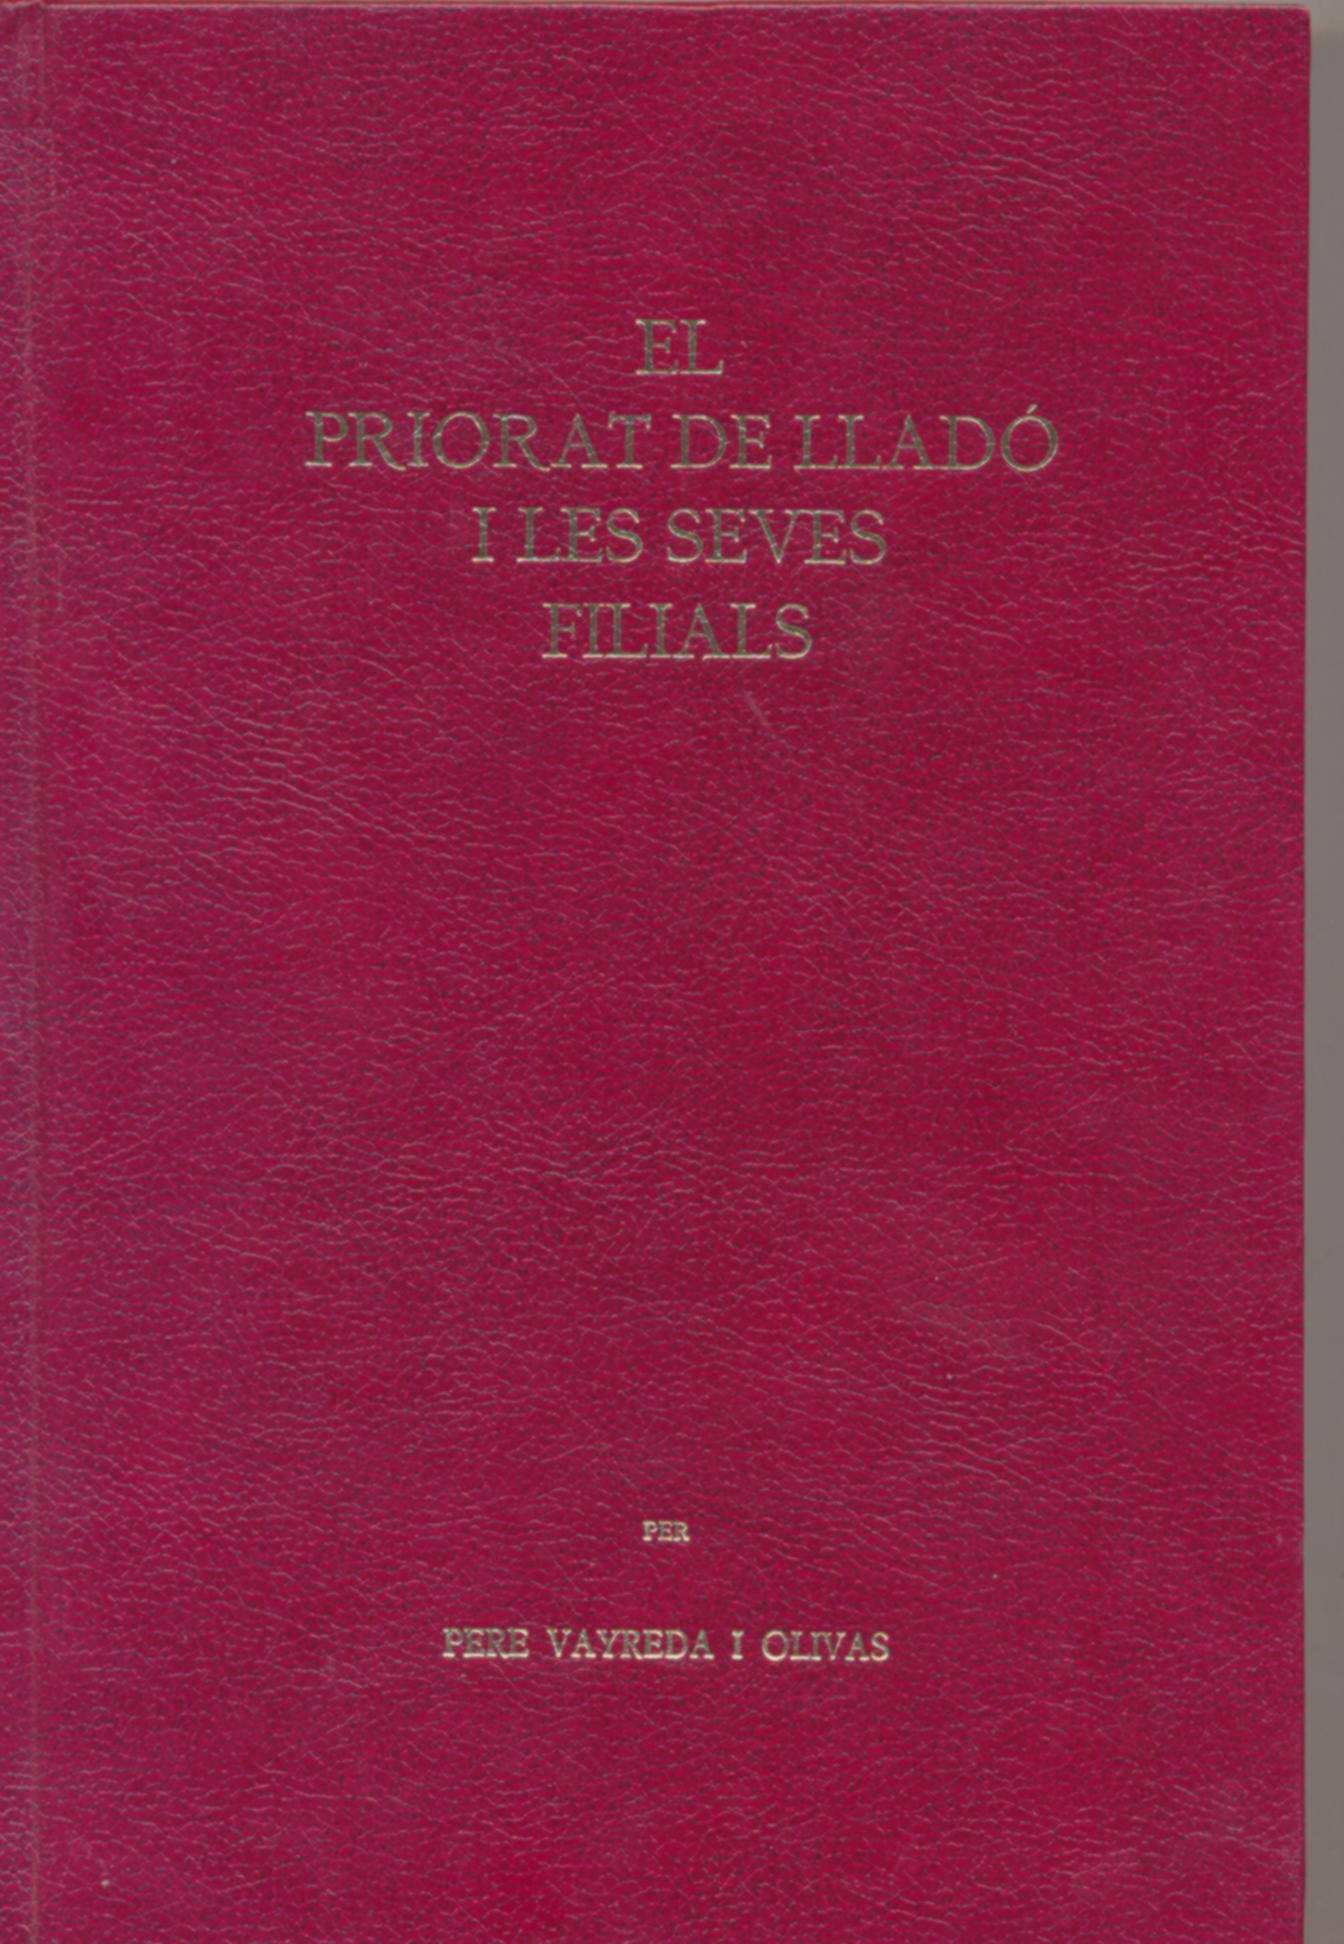 EL
PRIORAT DE LLADÓ
I LES SEVES
FILIALS
PER
PERE VAYREDA I OLIVAS